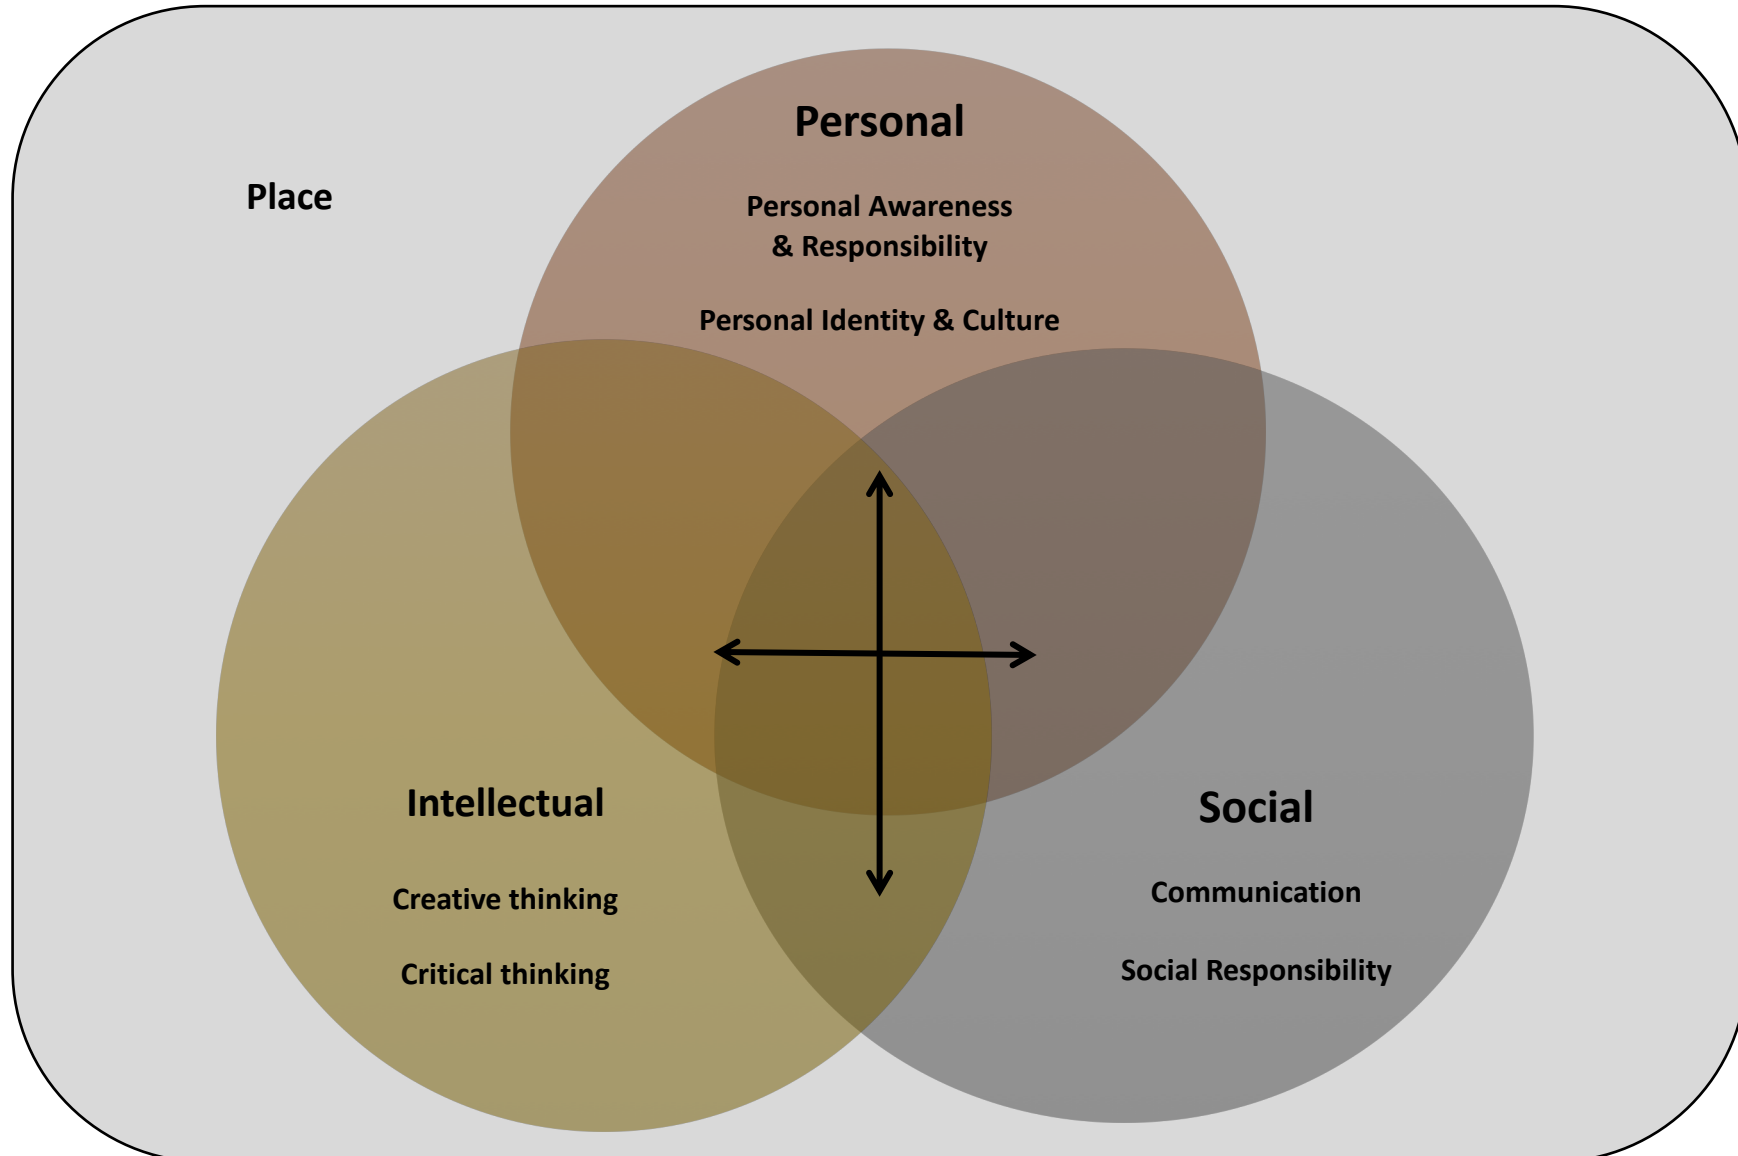 Personal
Place
Personal Awareness
& Responsibility
Personal Identity & Culture
Intellectual
Creative thinking
Critical thinking
Social
Communication
Social Responsibility